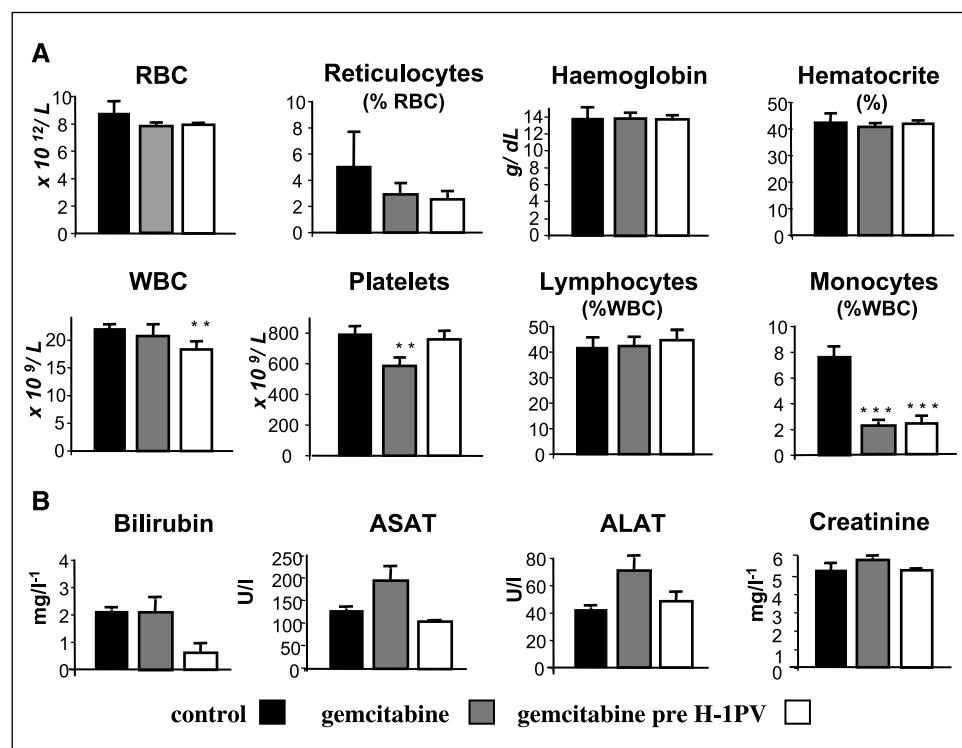 A
RBC
x 10 12/ L
10
8
6
4
2
0
Reticulocytes
(% RBC)
10
8
6
4
2
0
Haemoglobin
g/ dL
14
12
10
8
6
4
2
0
Hematocrite
(%)
50
40
30
20
10
0
WBC
x 10 9/ L
20
15
10
5
0
* *
Platelets
x 10 9/ L
800
600
400
200
0
* *
Lymphocytes
(%WBC)
50
40
30
20
10
0
Monocytes
(%WBC)
8
6
4
2
0
* * *
* * *
B
Bilirubin
mg/l-1
4
3
2
1
0
ASAT
U/l
250
200
150
100
50
0
ALAT
U/l
80
60
40
20
0
Creatinine
mg/l-1
6
5
4
3
2
1
control
gemcitabine
gemcitabine pre H-1PV